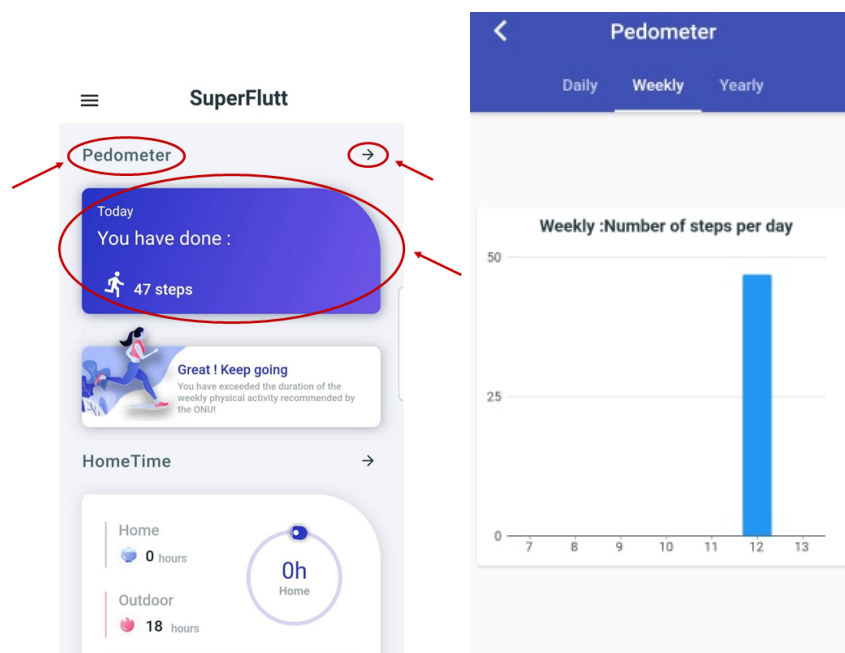 SuperFlutt
Pedometer
Today
You have done :
47 steps
Great ! Keep going
You have exceeded the duration of the
weekly physical activity recommended by
the ONU!
HomeTime
Home
0 hours
Outdoor
18 hours
0h
Home
Pedometer
Daily Weekly Yearly
Weekly :Number of steps per day
50
25
0
7 8 9 10 11 12 13